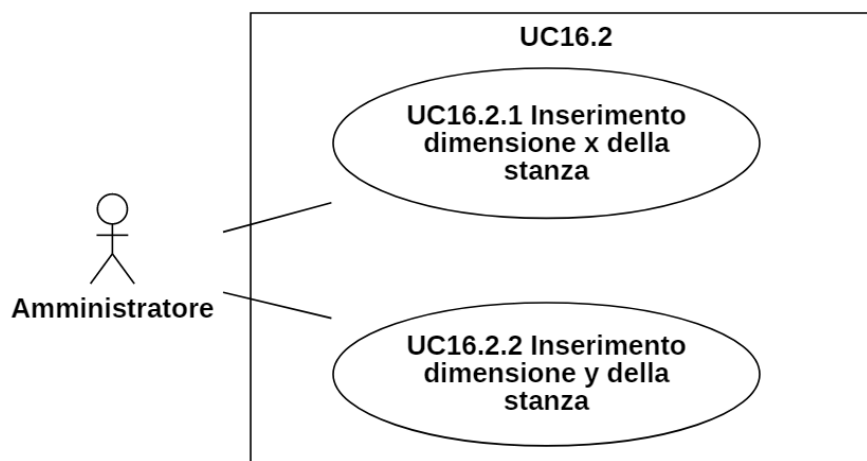 UC16.2
UC16.2.1 Inserimento
dimensione x della
stanza
Amministratore
UC16.2.2 Inserimento
dimensione y della
stanza